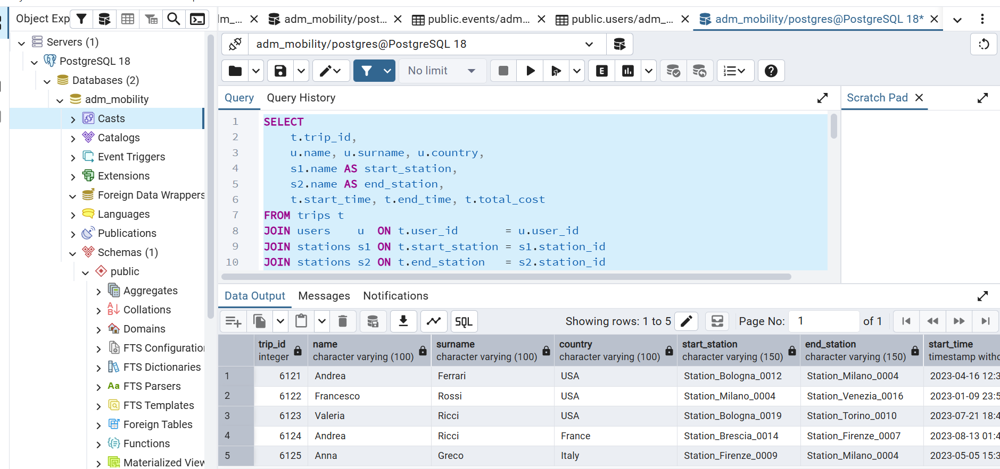 Object Exp
lm_...
adm_mobility/post...
public.events/adm...
public.users/adm_...
adm_mobility/postgres@PostgreSQL 18*
Servers (1)
PostgreSQL 18
Databases (2)
adm_mobility
Casts
Catalogs
Event Triggers
Extensions
Foreign Data Wrappers
Languages
Publications
Schemas (1)
public
Aggregates
Collations
Domains
FTS Configuratio
FTS Dictionaries
Aa FTS Parsers
FTS Templates
Foreign Tables
Functions
Materialized View
adm_mobility/postgres@PostgreSQL 18
No limit
E
Query
Query History
Scratch Pad
1 SELECT
2 t.trip_id,
3 u.name, u.surname, u.country,
4 s1.name AS start_station,
5 s2.name AS end_station,
6 t.start_time, t.end_time, t.total_cost
7 FROM trips t
8 JOIN users    u  ON t.user_id       = u.user_id
9 JOIN stations s1 ON t.start_station = s1.station_id
10 JOIN stations s2 ON t.end_station   = s2.station_id
Data Output
Messages
Notifications
SQL
Showing rows: 1 to 5
Page No: 1 of 1
trip_id name surname country start_station end_station start_time
integer character varying (100) character varying (100) character varying (100) character varying (150) character varying (150) timestamp witho
1 6121 Andrea Ferrari USA Station_Bologna_0012 Station_Milano_0004 2023-04-16 12:3
2 6122 Francesco Rossi USA Station_Milano_0004 Station_Venezia_0016 2023-01-09 23:5
3 6123 Valeria Ricci USA Station_Bologna_0019 Station_Torino_0010 2023-07-21 18:4
4 6124 Andrea Ricci France Station_Brescia_0014 Station_Firenze_0007 2023-08-13 01:4
5 6125 Anna Greco Italy Station_Firenze_0009 Station_Milano_0004 2023-05-05 15:3